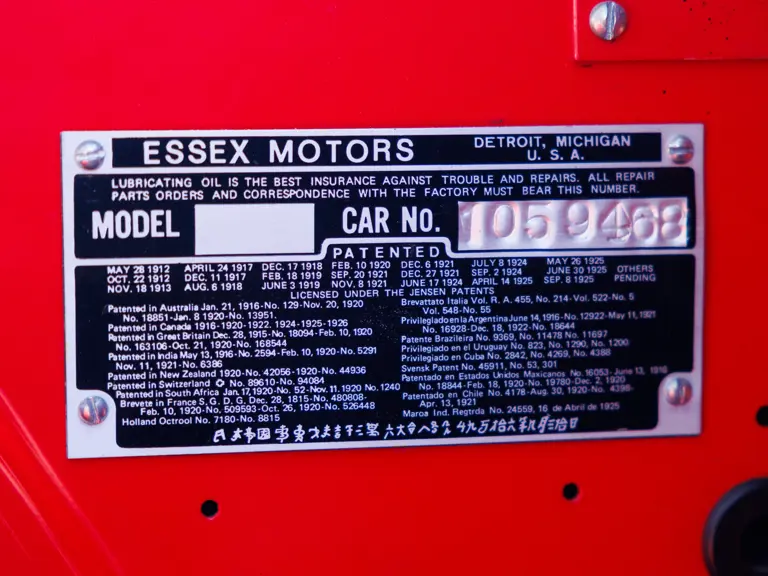 ESSEX MOTORS
DETROIT, MICHIGAN
U. S. A.
LUBRICATING OIL IS THE BEST INSURANCE AGAINST TROUBLE AND REPAIRS. ALL REPAIR
PARTS ORDERS AND CORRESPONDENCE WITH THE FACTORY MUST BEAR THIS NUMBER.
MODEL
CAR NO. 1059468
PATENTED
MAY 28 1912 APRIL 24 1917 DEC. 17 1918 FEB. 10 1920 DEC. 6 1921 JULY 8 1924 MAY 26 1925
OCT. 22 1912 DEC. 11 1917 FEB. 18 1919 SEP. 20 1921 DEC. 27 1921 SEP. 2 1924 JUNE 30 1925 OTHERS
NOV. 18 1913 AUG. 6 1918 JUNE 3 1919 NOV. 8 1921 JUNE 17 1924 APRIL 14 1925 SEP. 8 1925 PENDING
LICENSED UNDER THE JENSEN PATENTS
Patented in Australia Jan. 21, 1916-No. 129-Nov. 20, 1920
No. 18851-Jan. 8 1920-No. 13951.
Patented in Canada 1916-1920-1922. 1924-1925-1926
Patented in Great Britain Dec. 28, 1915-No. 18094-Feb. 10, 1920
No. 163106-Oct. 21, 1920-No. 168544
Patented in India May 13, 1916-No. 2594-Feb. 10, 1920-No. 5291
Nov. 11, 1921-No. 6386
Patented in New Zealand 1920-No. 42056-1920-No. 44936
Patented in Switzerland No. 89610-No. 94084
Patented in South Africa Jan. 17, 1920-No. 52-Nov. 11, 1920 No. 1240
Brevete in France S. G. D. G. Dec. 28, 1815-No. 480808-
Feb. 10, 1920-No. 509593-Oct. 26, 1920-No. 526448
Holland Octrool No. 7180-No. 8815
Brevattato Italia Vol. R. A. 455, No. 214-Vol. 522-No. 5
Vol. 548-No. 55
Privilegiado en la Argentina June 14, 1916-No. 12922-May 11, 1921
No. 16928-Dec. 18, 1922-No. 18644
Patente Brazileira No. 9369, No. 11478 No. 11697
Privilegiado en el Uruguay No. 823, No. 1290, No. 1200
Privilegiado en Cuba No. 2842, No. 4269, No. 4388
Svensk Patent No. 45911, No. 53, 301
Patentado en Estados Unidos Mexicanos No. 16053-June 13, 1916
No. 18844-Feb. 18, 1920-No. 19780-Dec. 2, 1920
Patentado en Chile No. 4178-Aug. 30, 1920-No. 4396-
Apr. 13, 1921
Maroa Ind. Regtrda No. 24559, 16 de Abril de 1925